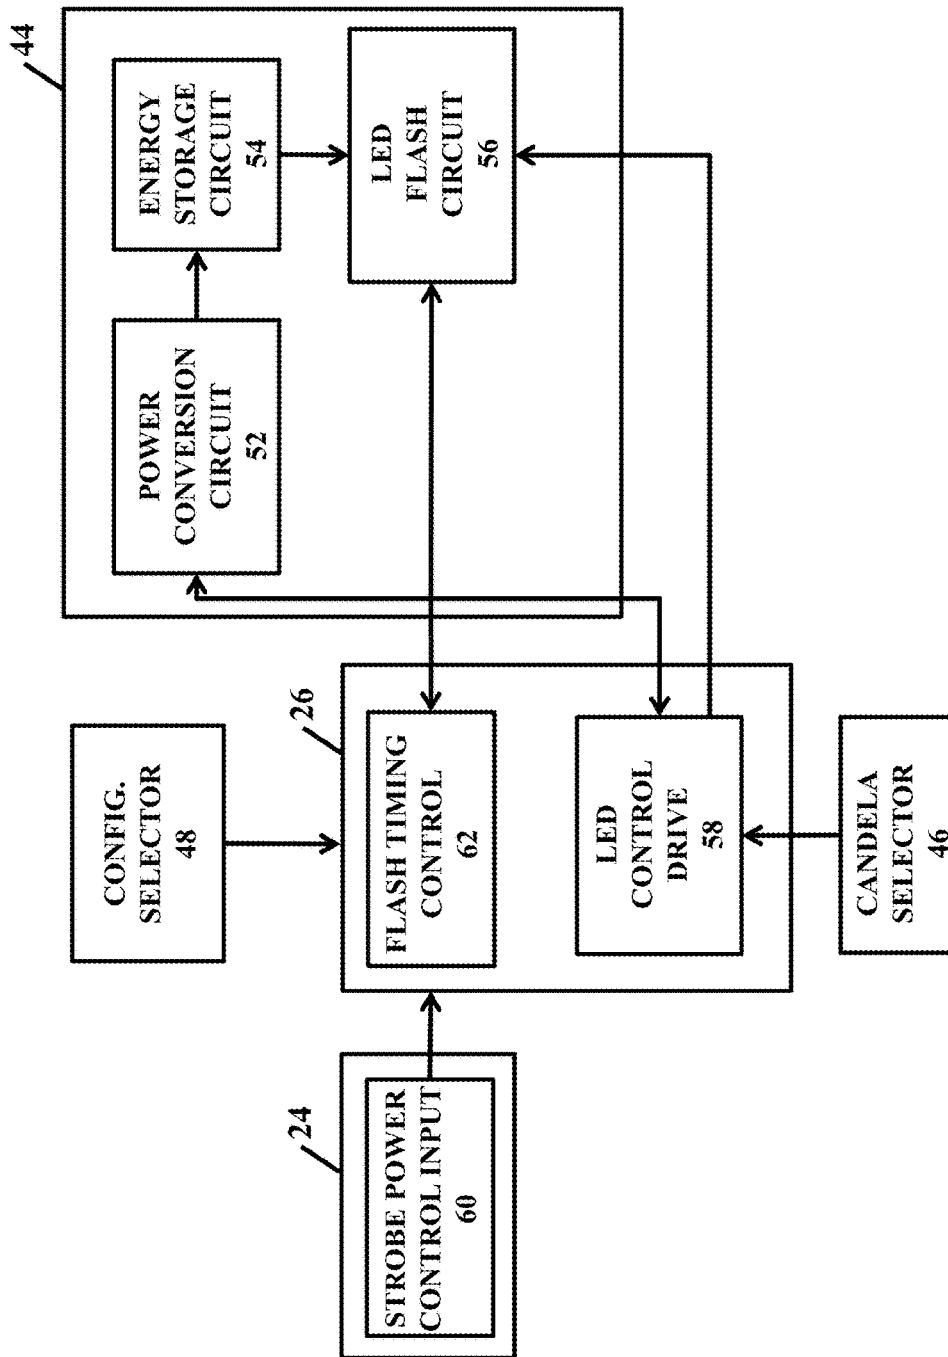 24
STROBE POWER
CONTROL INPUT
60
CONFIG.
SELECTOR
48
26
FLASH TIMING
CONTROL
62
LED
CONTROL
DRIVE
58
CANDELA
SELECTOR
46
44
POWER
CONVERSION
CIRCUIT
52
ENERGY
STORAGE
CIRCUIT
54
LED
FLASH
CIRCUIT
56